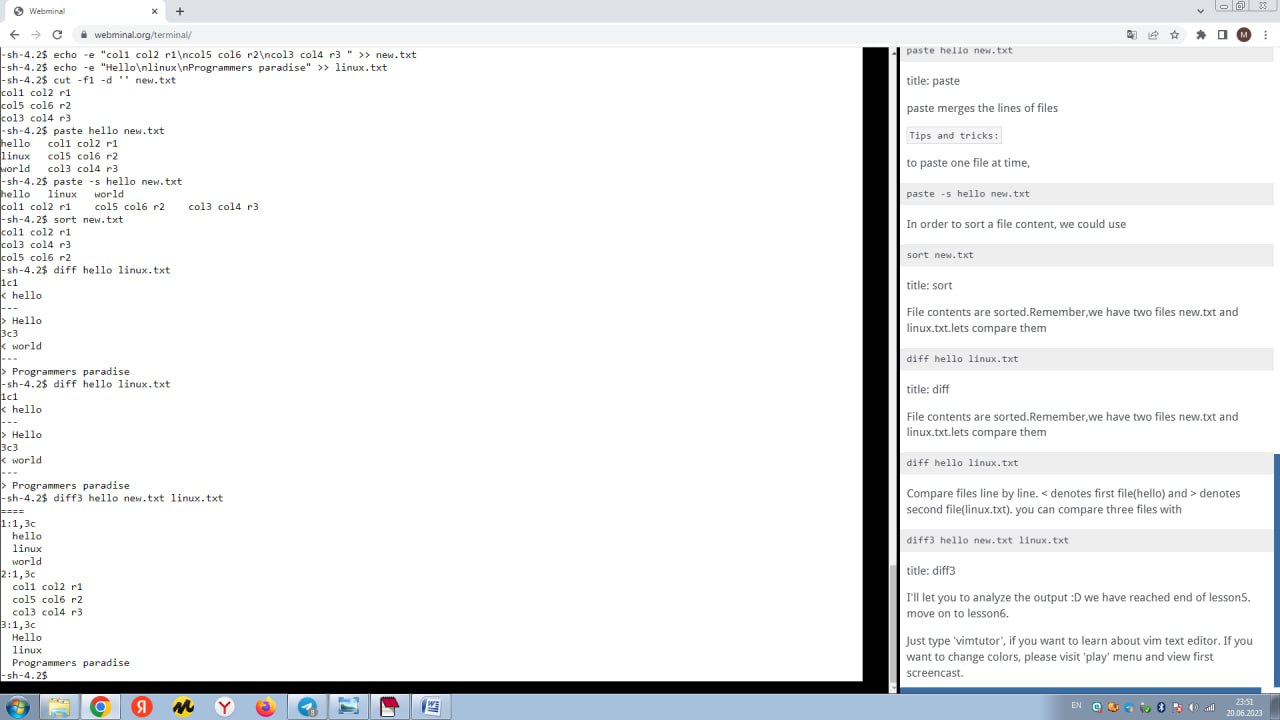 Webminal
webminal.org/terminal/
M
-sh-4.2$ echo -e "col1 col2 r1\ncol5 col6 r2\ncol3 col4 r3 " >> new.txt
-sh-4.2$ echo -e "Hello\nlinux\nProgrammers paradise" >> linux.txt
-sh-4.2$ cut -f1 -d '' new.txt
col1 col2 r1
col5 col6 r2
col3 col4 r3
-sh-4.2$ paste hello new.txt
hello   col1 col2 r1
linux   col5 col6 r2
world   col3 col4 r3
-sh-4.2$ paste -s hello new.txt
hello   linux   world
col1 col2 r1    col5 col6 r2    col3 col4 r3
-sh-4.2$ sort new.txt
col1 col2 r1
col3 col4 r3
col5 col6 r2
-sh-4.2$ diff hello linux.txt
1c1
< hello
---
> Hello
3c3
< world
---
> Programmers paradise
-sh-4.2$ diff hello linux.txt
1c1
< hello
---
> Hello
3c3
< world
---
> Programmers paradise
-sh-4.2$ diff3 hello new.txt linux.txt
====
1:1,3c
  hello
  linux
  world
2:1,3c
  col1 col2 r1
  col5 col6 r2
  col3 col4 r3
3:1,3c
  Hello
  linux
  Programmers paradise
-sh-4.2$
paste hello new.txt
title: paste
paste merges the lines of files
Tips and tricks:
to paste one file at time,
paste -s hello new.txt
In order to sort a file content, we could use
sort new.txt
title: sort
File contents are sorted.Remember,we have two files new.txt and
linux.txt.lets compare them
diff hello linux.txt
title: diff
File contents are sorted.Remember,we have two files new.txt and
linux.txt.lets compare them
diff hello linux.txt
Compare files line by line. < denotes first file(hello) and > denotes
second file(linux.txt). you can compare three files with
diff3 hello new.txt linux.txt
title: diff3
I'll let you to analyze the output :D we have reached end of lesson5.
move on to lesson6.
Just type 'vimtutor', if you want to learn about vim text editor. If you
want to change colors, please visit 'play' menu and view first
screencast.
EN
23:51
20.06.2023